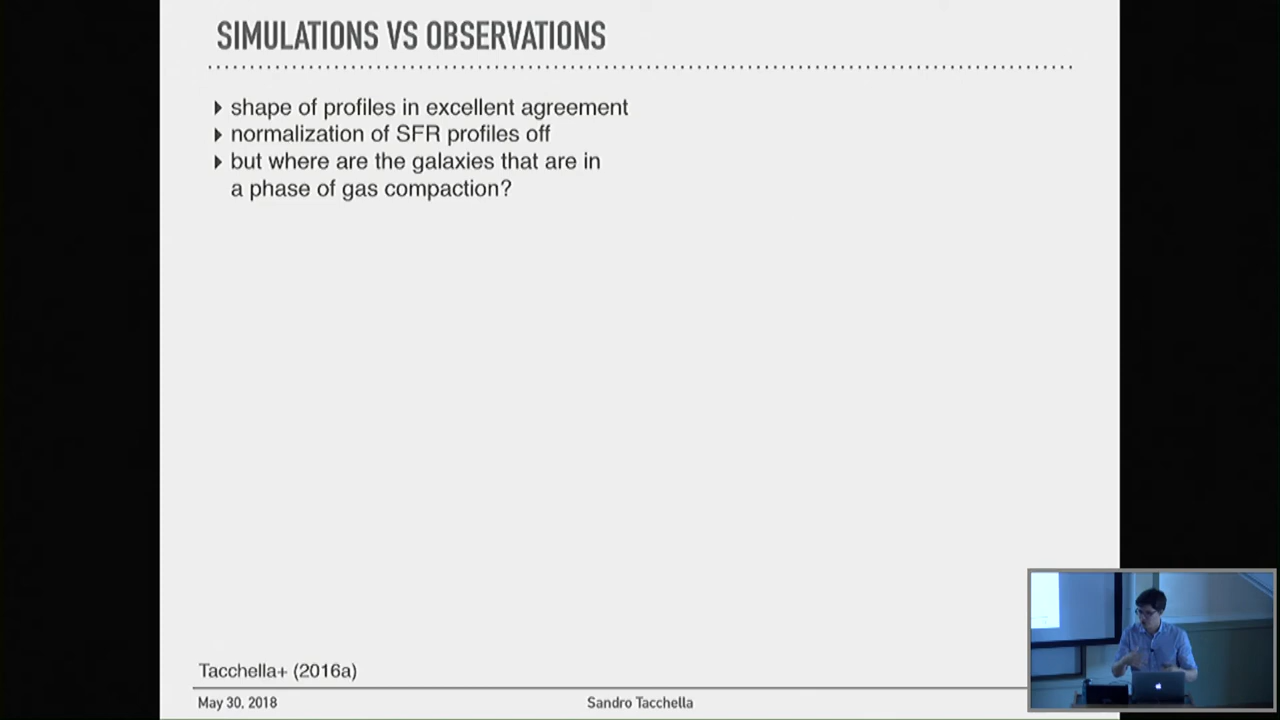 SIMULATIONS VS OBSERVATIONS
shape of profiles in excellent agreement
normalization of SFR profiles off
but where are the galaxies that are in
a phase of gas compaction?
Tacchella+ (2016a)
May 30, 2018 Sandro Tacchella